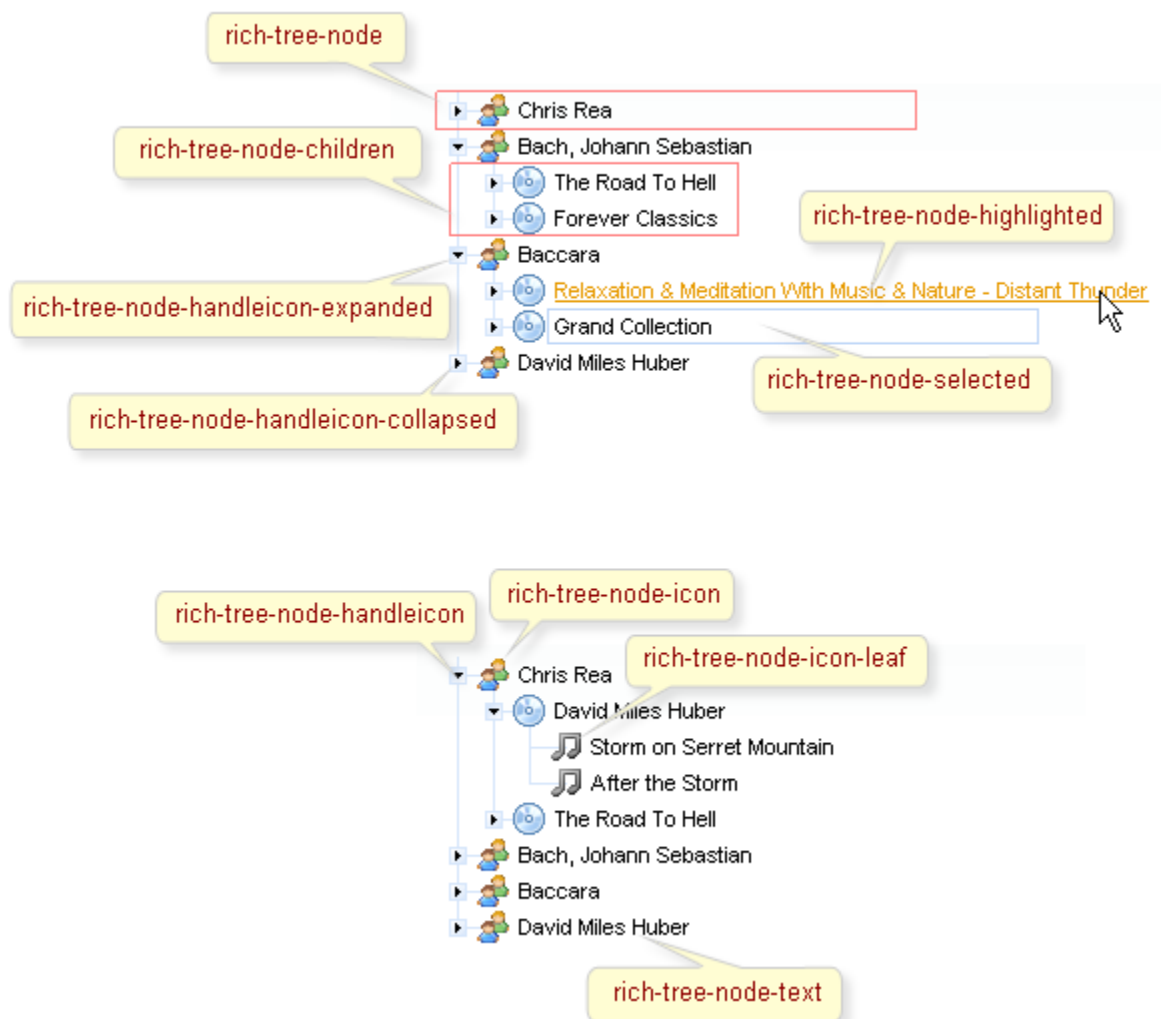 rich-tree-node
Chris Rea
rich-tree-node-children
Bach, Johann Sebastian
The Road To Hell
rich-tree-node-highlighted
Forever Classics
Baccara
rich-tree-node-handleicon-expanded
Relaxation & Meditation With Music & Nature - Distant Thunder
Grand Collection
David Miles Huber
rich-tree-node-selected
rich-tree-node-handleicon-collapsed
rich-tree-node-icon
rich-tree-node-handleicon
rich-tree-node-icon-leaf
Chris Rea
David Miles Huber
Storm on Serret Mountain
After the Storm
The Road To Hell
Bach, Johann Sebastian
Baccara
David Miles Huber
rich-tree-node-text